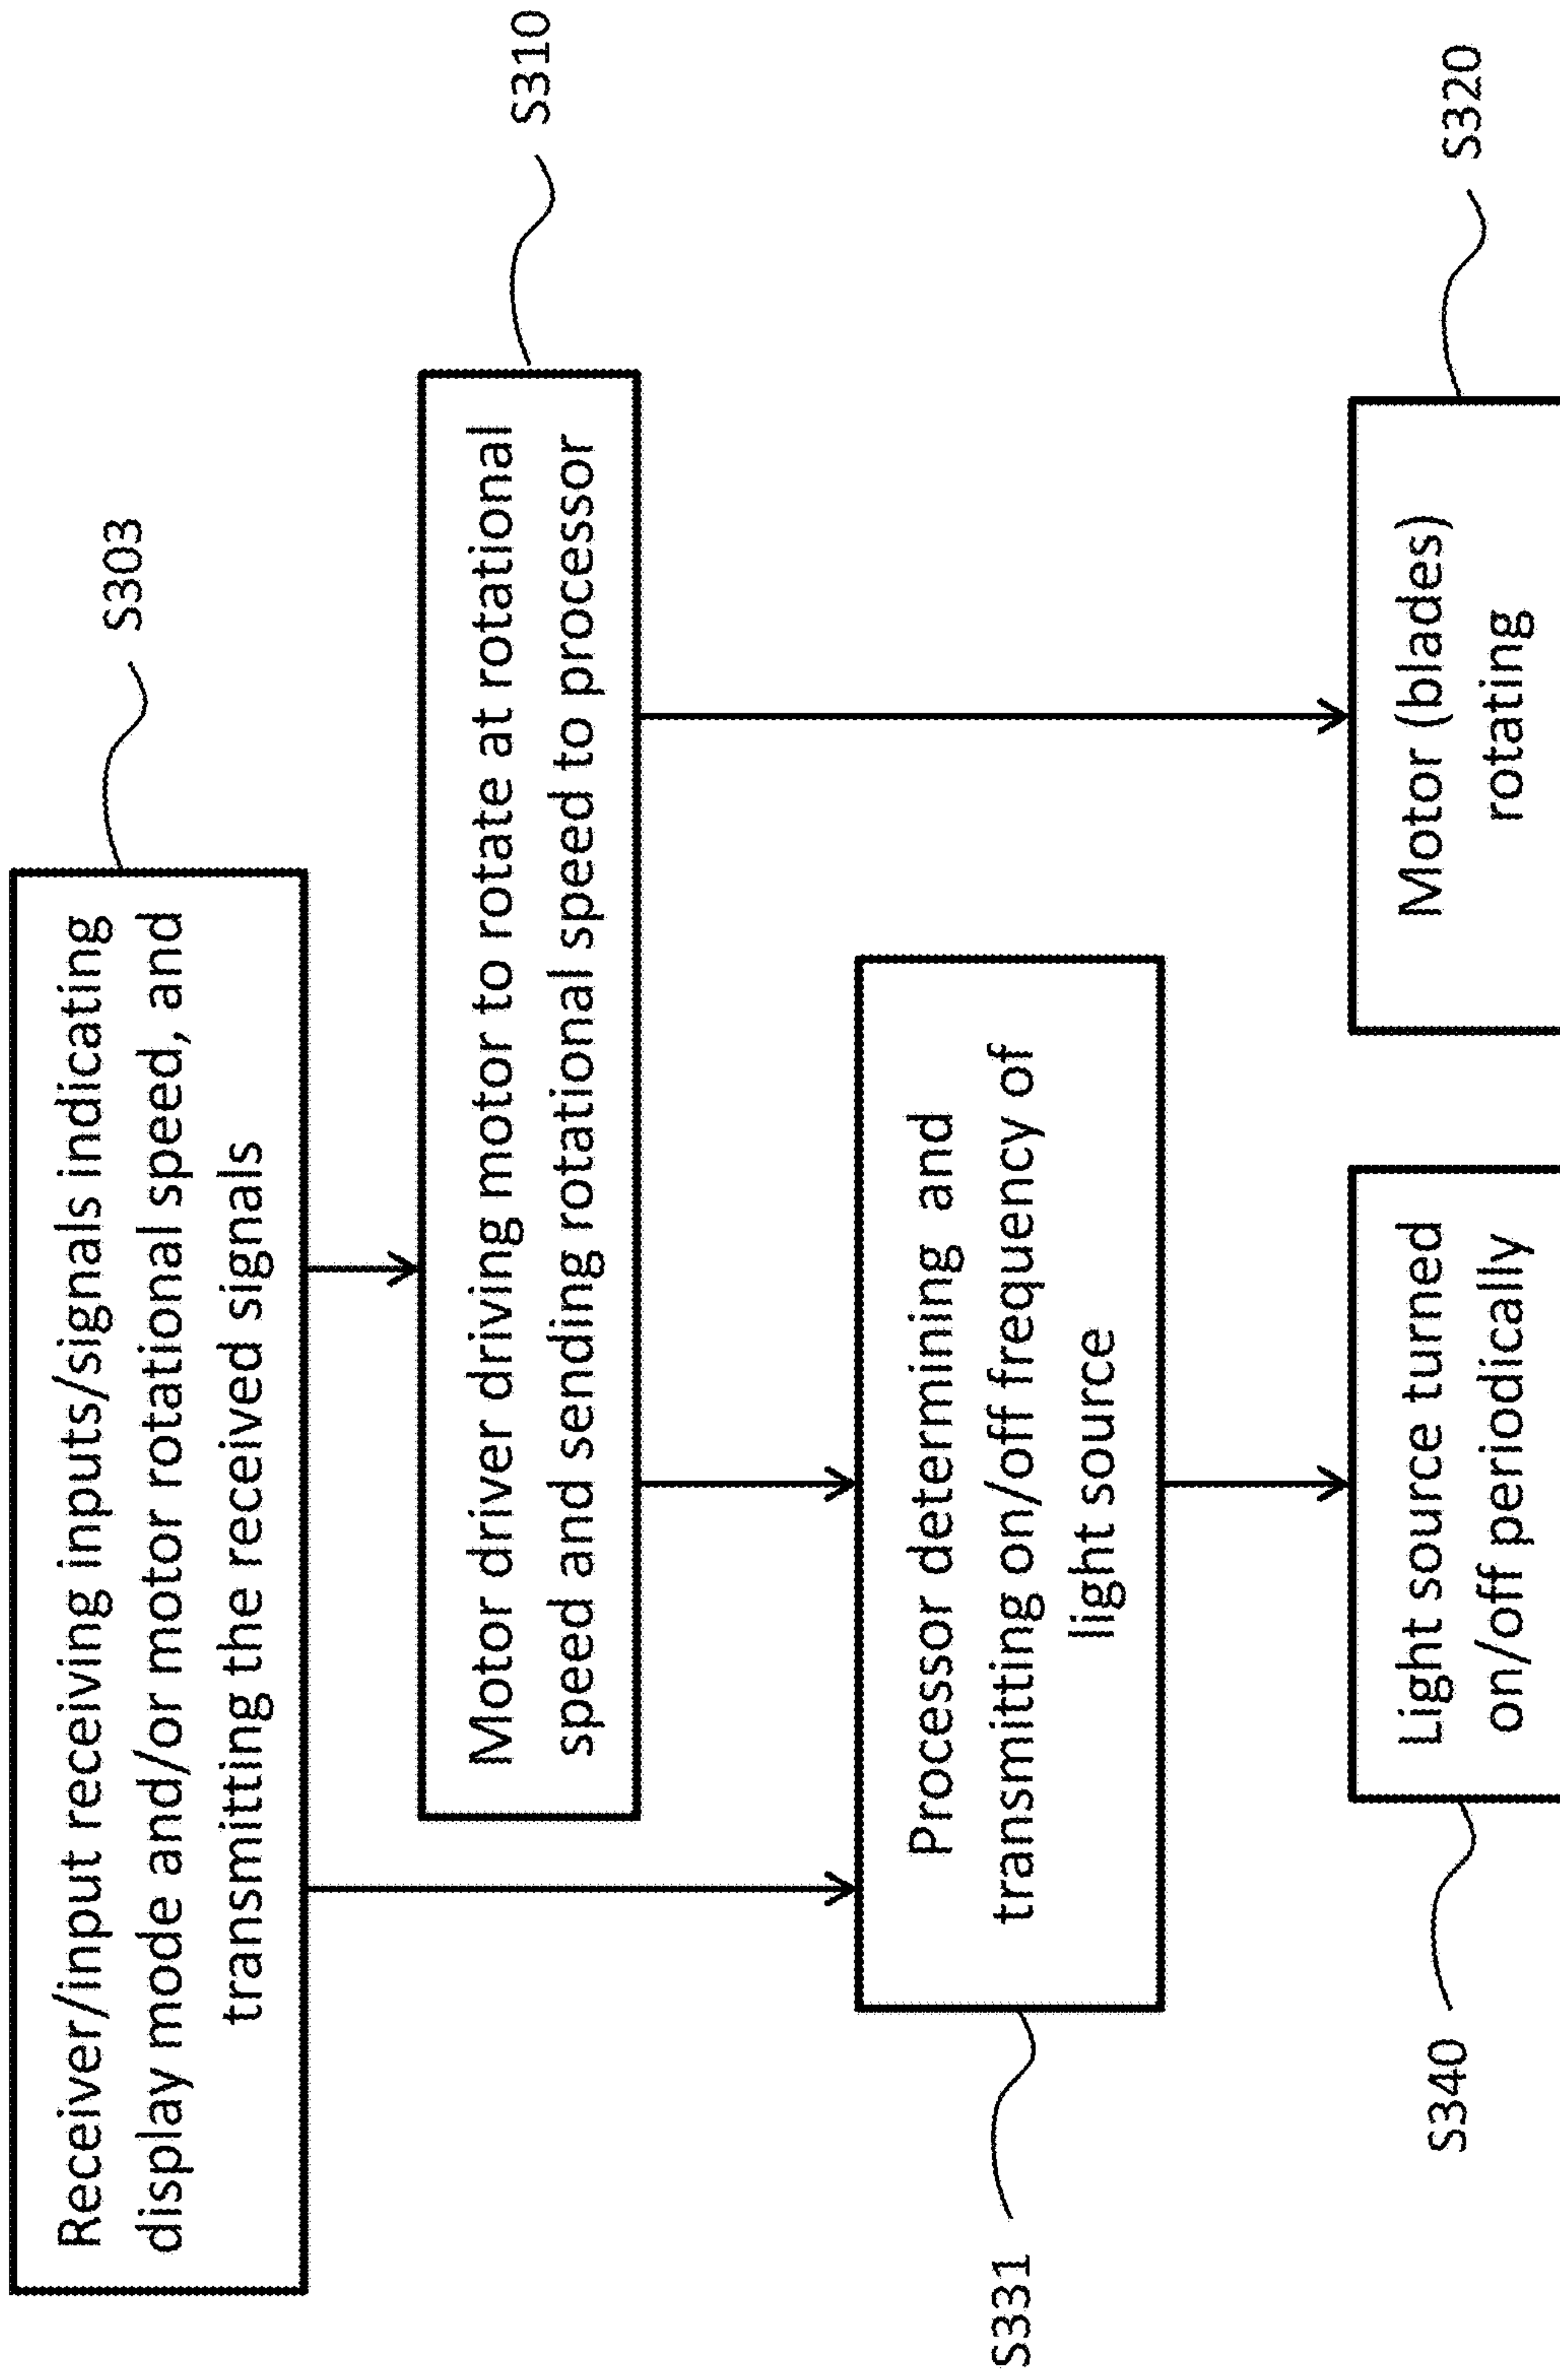 S303
Receiver/input receiving inputs/signals indicating
display mode and/or motor rotational speed, and
transmitting the received signals
S310
Motor driver driving motor to rotate at rotational
speed and sending rotational speed to processor
S331
Processor determining and
transmitting on/off frequency of
light source
S340
Light source turned
on/off periodically
S320
Motor (blades)
rotating